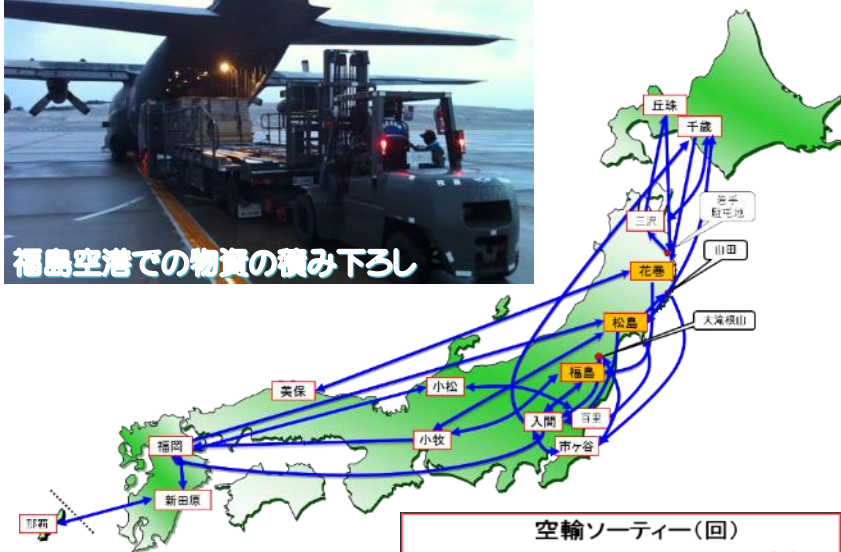 福島空港での物資の積み下ろし
丘珠
千歳
岩手
駐屯地
三沢
山田
花巻
松島
大滝根山
福島
美保
小松
百里
入間
小牧
市ヶ谷
福岡
新田原
那覇
空輸ソーティー(回)